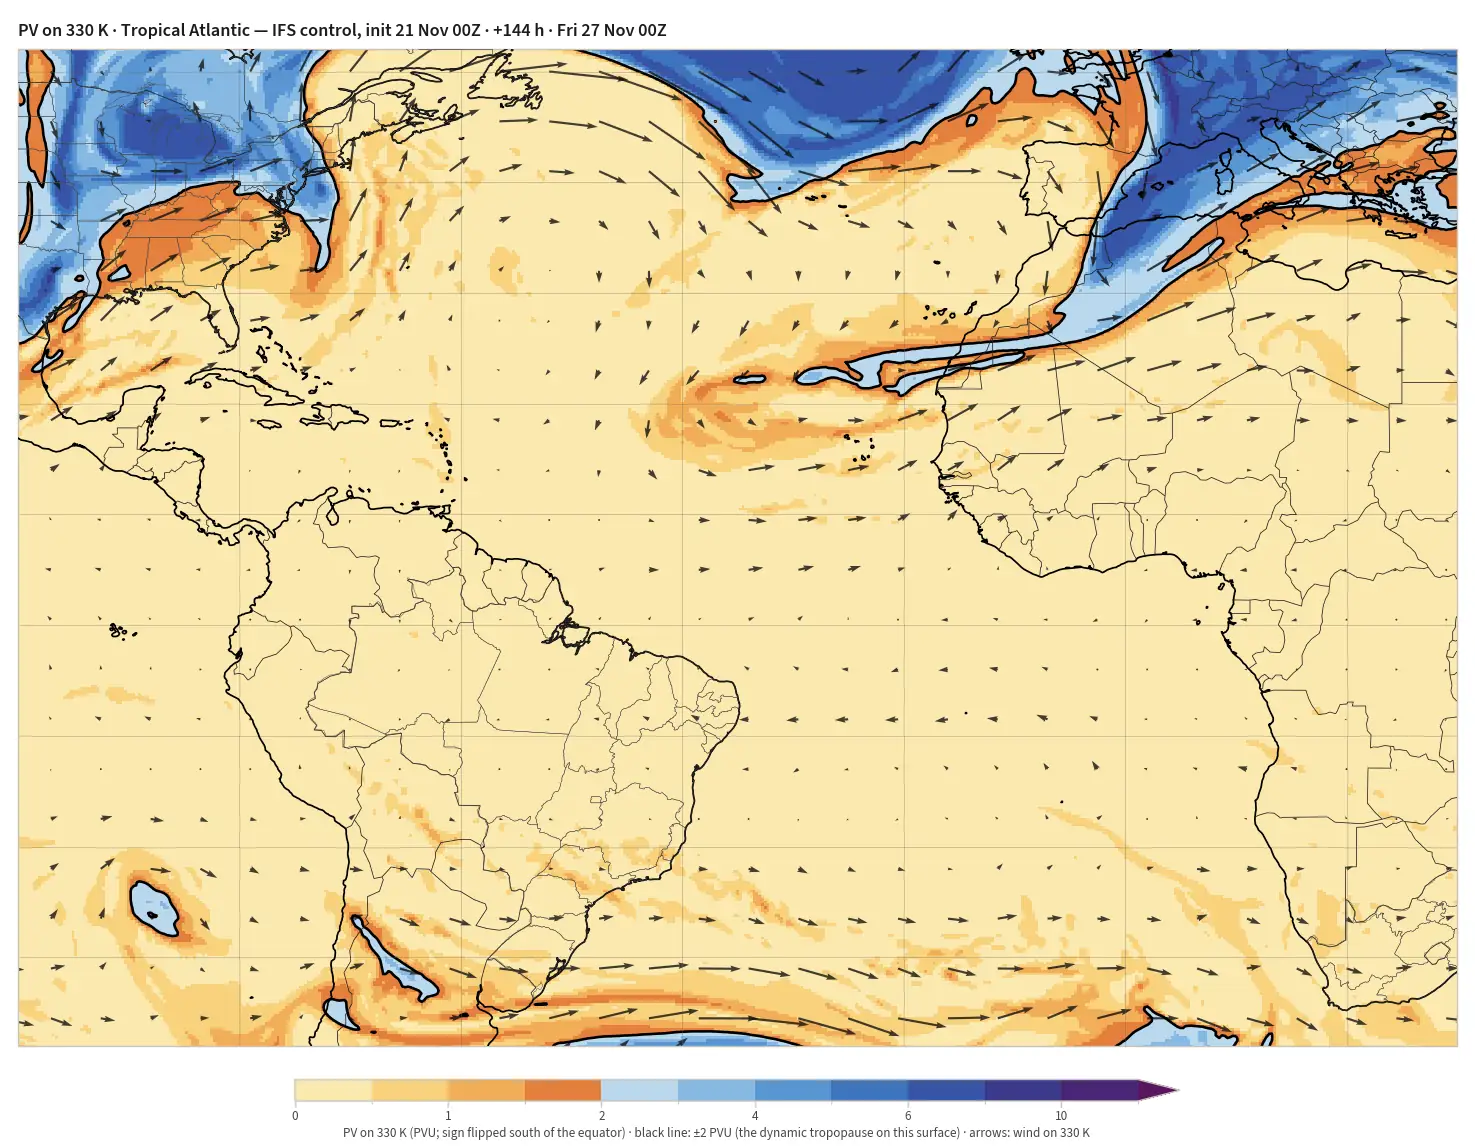 PV on 330 K · Tropical Atlantic — IFS control, init 21 Nov 00Z · +144 h · Fri 27 Nov 00Z
0 1 2 4 6 8 10
PV on 330 K (PVU; sign flipped south of the equator) · black line: ±2 PVU (the dynamic tropopause on this surface) · arrows: wind on 330 K